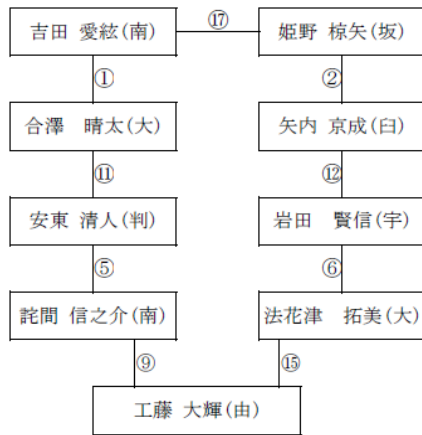 吉田 愛絃(南) ⑰ 姫野 椋矢(坂)
① ②
合澤 晴太(大) 矢内 京成(臼)
⑪ ⑫
安東 清人(判) 岩田 賢信(宇)
⑤ ⑥
詫間 信之介(南) 法花津 拓美(大)
⑨ ⑮
工藤 大輝(由)